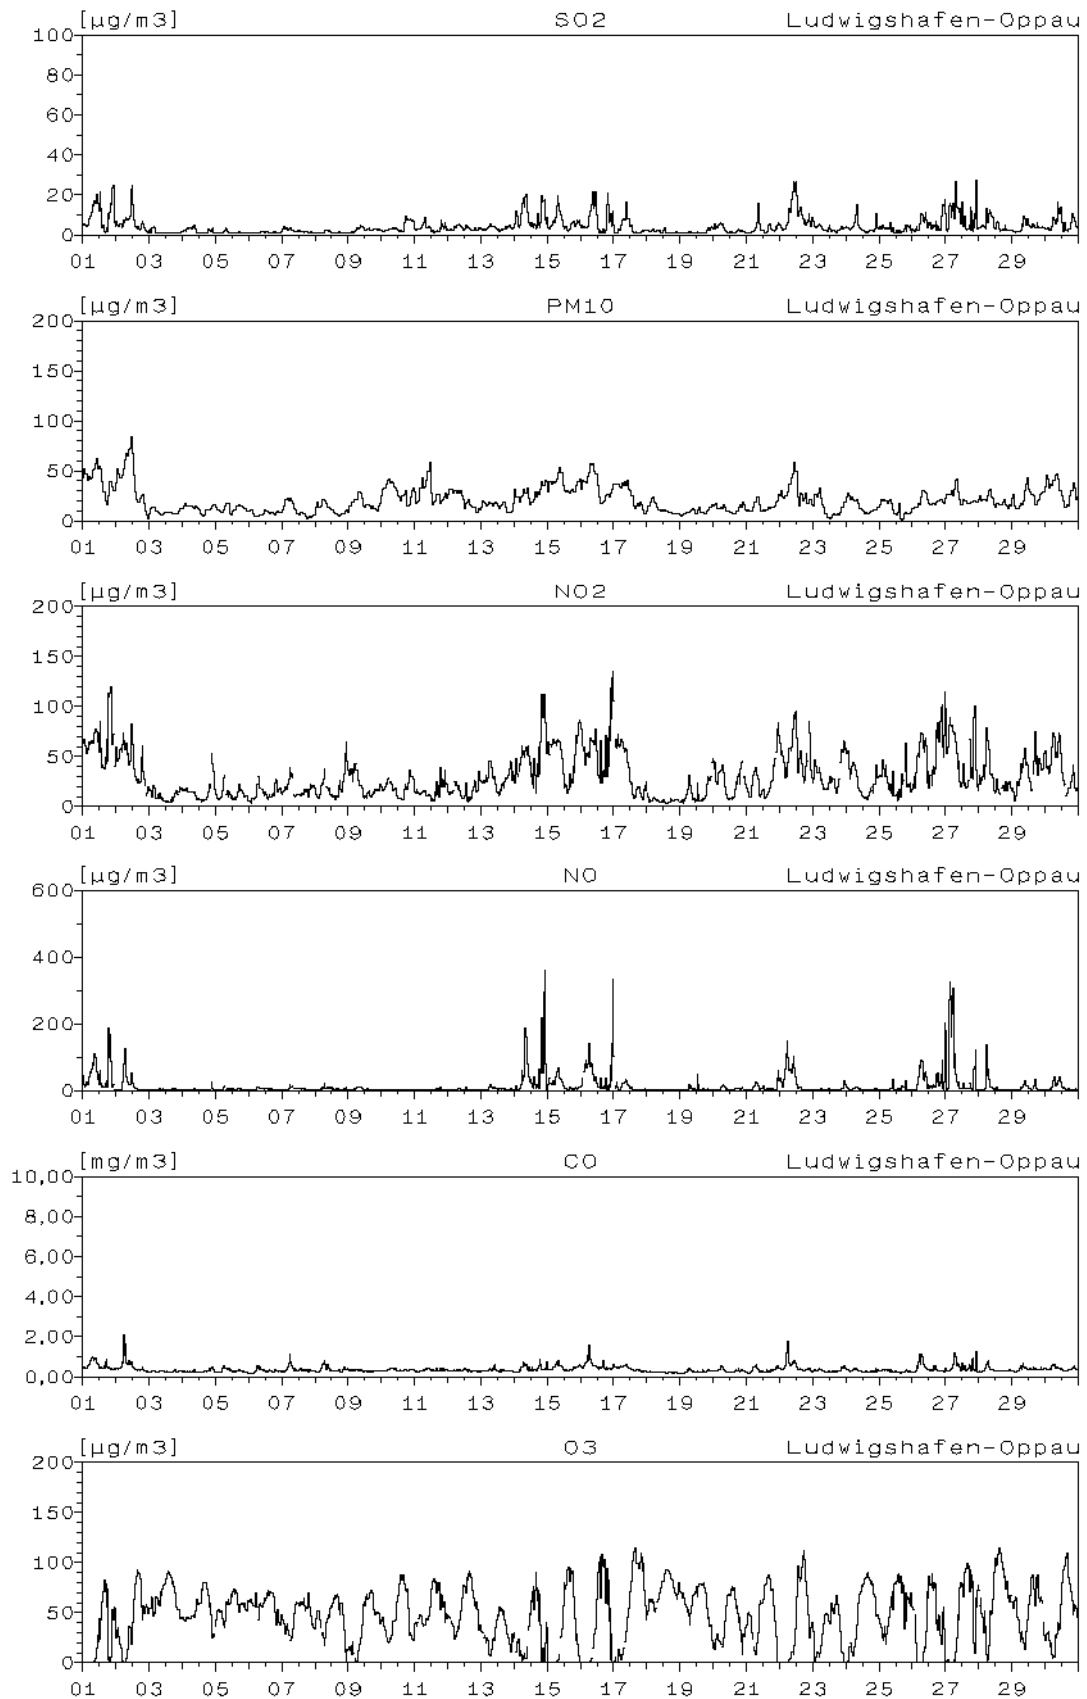 [µg/m3] SO2 Ludwigshafen-Oppau
100
80
60
40
20
0
01 03 05 07 09 11 13 15 17 19 21 23 25 27 29
[µg/m3] PM10 Ludwigshafen-Oppau
200
150
100
50
0
01 03 05 07 09 11 13 15 17 19 21 23 25 27 29
[µg/m3] NO2 Ludwigshafen-Oppau
200
150
100
50
0
01 03 05 07 09 11 13 15 17 19 21 23 25 27 29
[µg/m3] NO Ludwigshafen-Oppau
600
400
200
0
01 03 05 07 09 11 13 15 17 19 21 23 25 27 29
[mg/m3] CO Ludwigshafen-Oppau
10,00
8,00
6,00
4,00
2,00
0,00
01 03 05 07 09 11 13 15 17 19 21 23 25 27 29
[µg/m3] O3 Ludwigshafen-Oppau
200
150
100
50
0
01 03 05 07 09 11 13 15 17 19 21 23 25 27 29